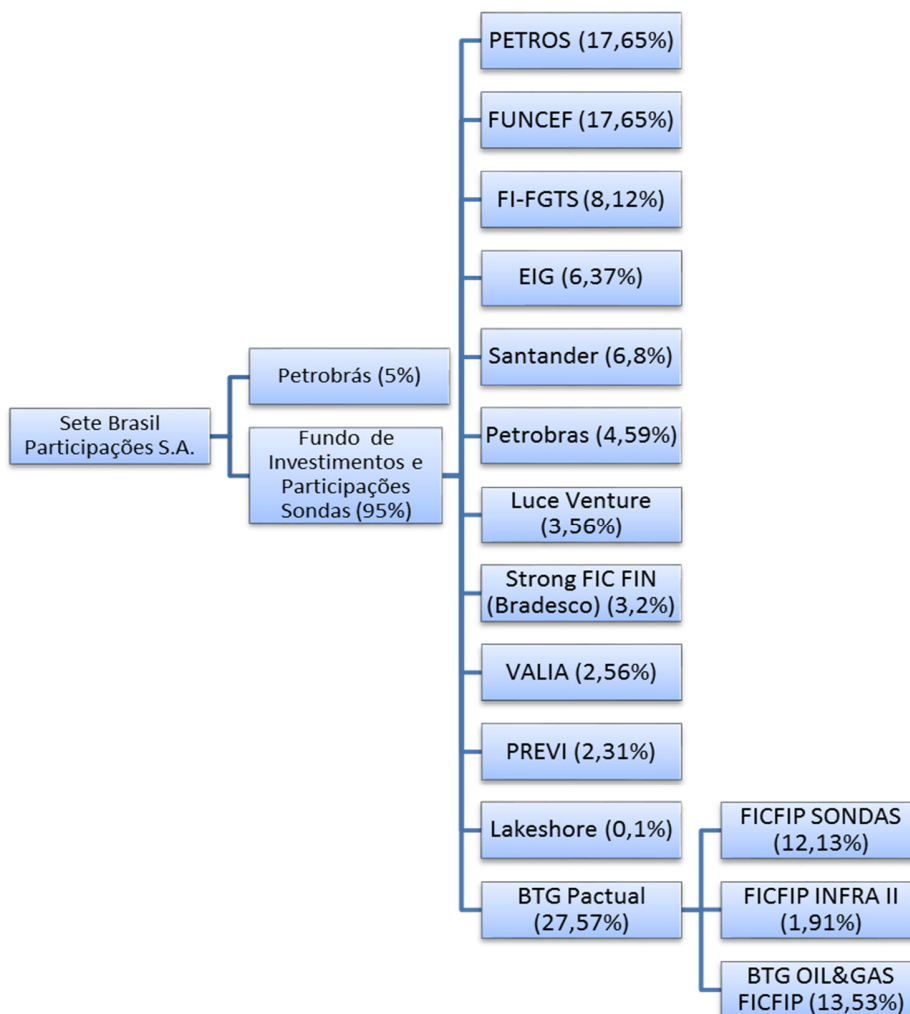 PETROS (17,65%)
FUNCEF (17,65%)
FI-FGTS (8,12%)
EIG (6,37%)
Santander (6,8%)
Petrobrás (5%)
Sete Brasil
Participações S.A.
Fundo de
Investimentos e
Participações
Sondas (95%)
Petrobras (4,59%)
Luce Venture
(3,56%)
Strong FIC FIN
(Bradesco) (3,2%)
VALIA (2,56%)
PREVI (2,31%)
Lakeshore (0,1%)
BTG Pactual
(27,57%)
FICFIP SONDAS
(12,13%)
FICFIP INFRA II
(1,91%)
BTG OIL&GAS
FICFIP (13,53%)